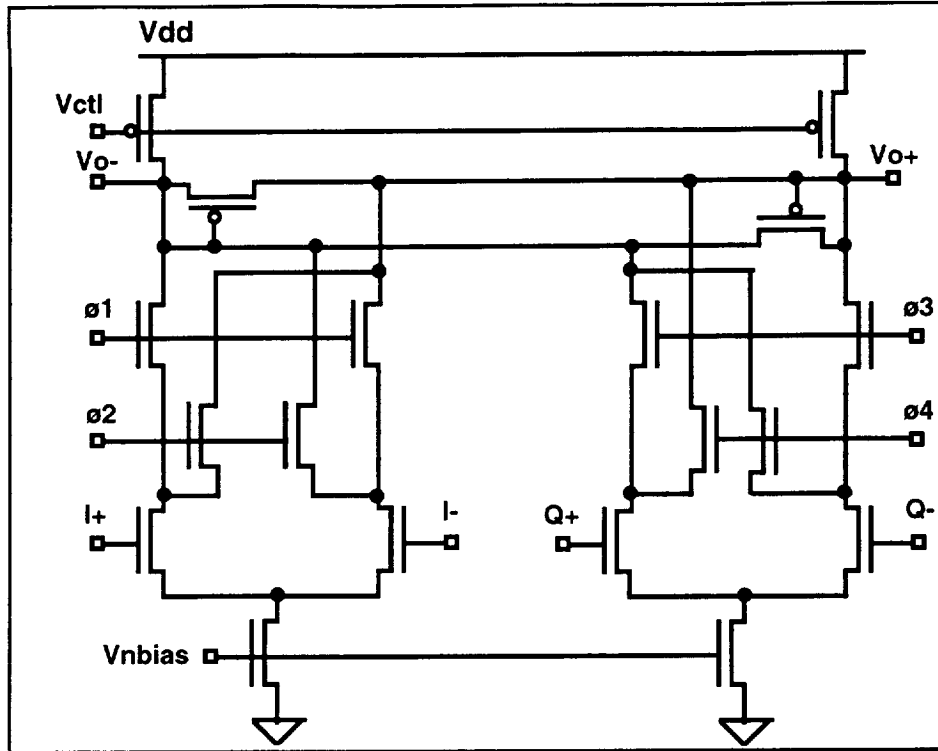 Vdd
Vctl
Vo-
Vo+
ø1
ø3
ø2
ø4
I+
I-
Q+
Q-
Vnbias